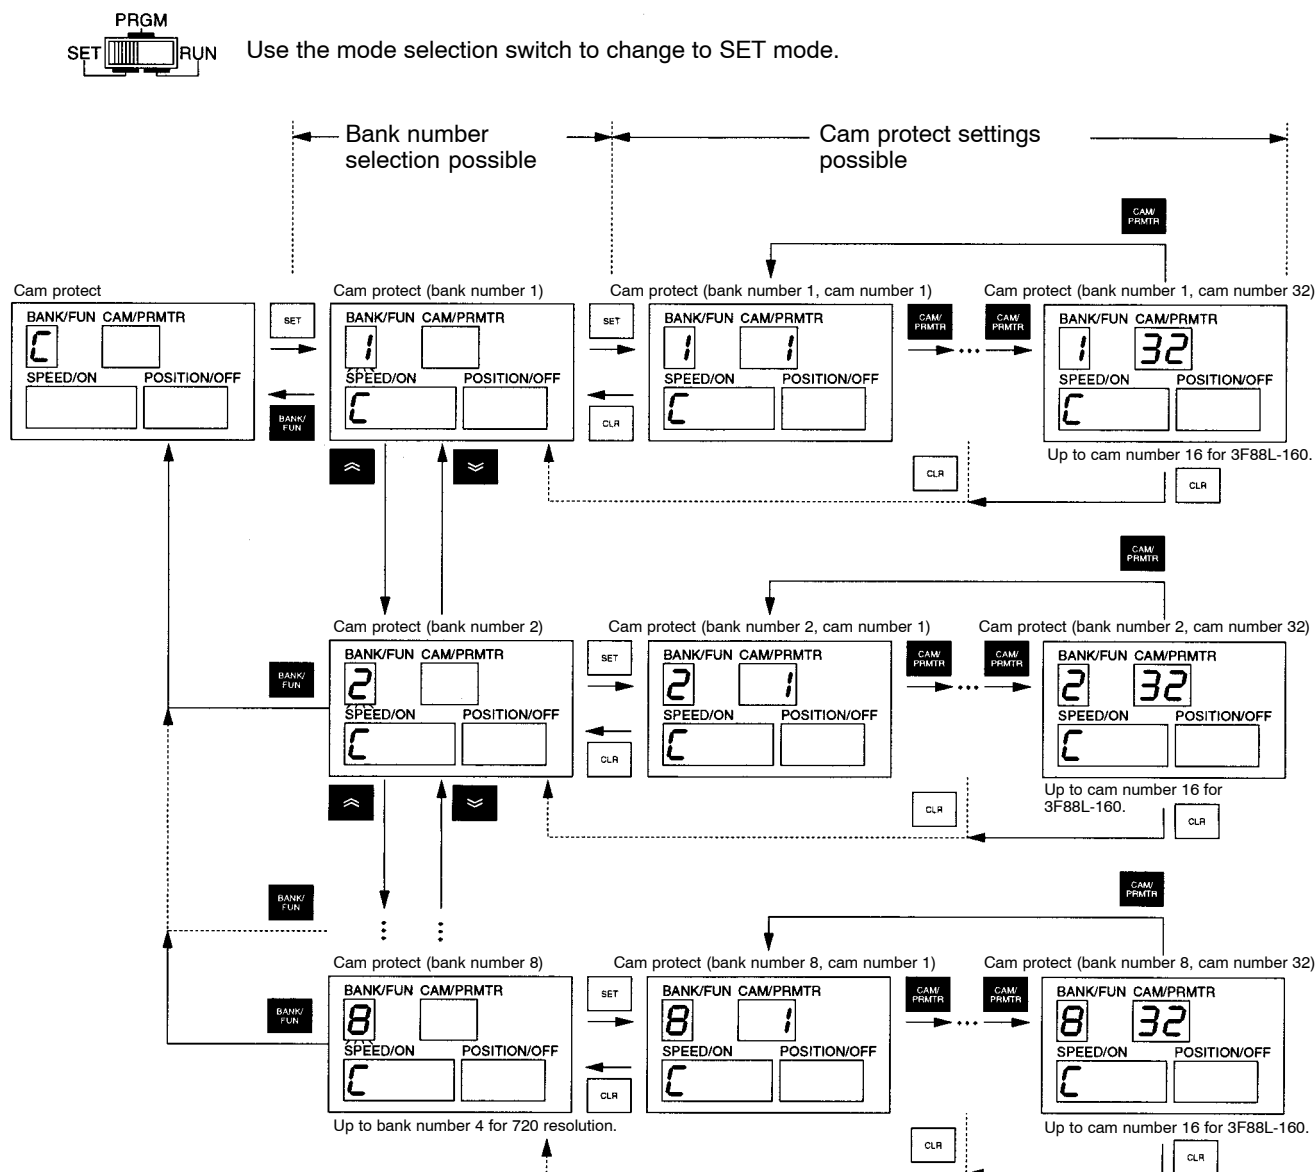 PRGM
SET RUN
Use the mode selection switch to change to SET mode.
Bank number
selection possible
Cam protect settings
possible
CAM/
PRMTR
Cam protect
Cam protect (bank number 1)
Cam protect (bank number 1, cam number 1)
Cam protect (bank number 1, cam number 32)
BANK/FUN CAM/PRMTR
C
SPEED/ON POSITION/OFF
SET
BANK/
FUN
BANK/FUN CAM/PRMTR
1
SPEED/ON POSITION/OFF
C
SET
CLR
BANK/FUN CAM/PRMTR
1 1
SPEED/ON POSITION/OFF
C
CAM/
PRMTR
CAM/
PRMTR
BANK/FUN CAM/PRMTR
1 32
SPEED/ON POSITION/OFF
C
Up to cam number 16 for 3F88L-160.
CLR
CLR
CAM/
PRMTR
Cam protect (bank number 2)
Cam protect (bank number 2, cam number 1)
Cam protect (bank number 2, cam number 32)
BANK/
FUN
BANK/FUN CAM/PRMTR
2
SPEED/ON POSITION/OFF
C
SET
CLR
BANK/FUN CAM/PRMTR
2 1
SPEED/ON POSITION/OFF
C
CAM/
PRMTR
CAM/
PRMTR
BANK/FUN CAM/PRMTR
2 32
SPEED/ON POSITION/OFF
C
Up to cam number 16 for
3F88L-160.
CLR
CLR
BANK/
FUN
CAM/
PRMTR
Cam protect (bank number 8)
Cam protect (bank number 8, cam number 1)
Cam protect (bank number 8, cam number 32)
BANK/
FUN
BANK/FUN CAM/PRMTR
8
SPEED/ON POSITION/OFF
C
SET
CLR
BANK/FUN CAM/PRMTR
8 1
SPEED/ON POSITION/OFF
C
CAM/
PRMTR
CAM/
PRMTR
BANK/FUN CAM/PRMTR
8 32
SPEED/ON POSITION/OFF
C
Up to bank number 4 for 720 resolution.
Up to cam number 16 for 3F88L-160.
CLR
CLR